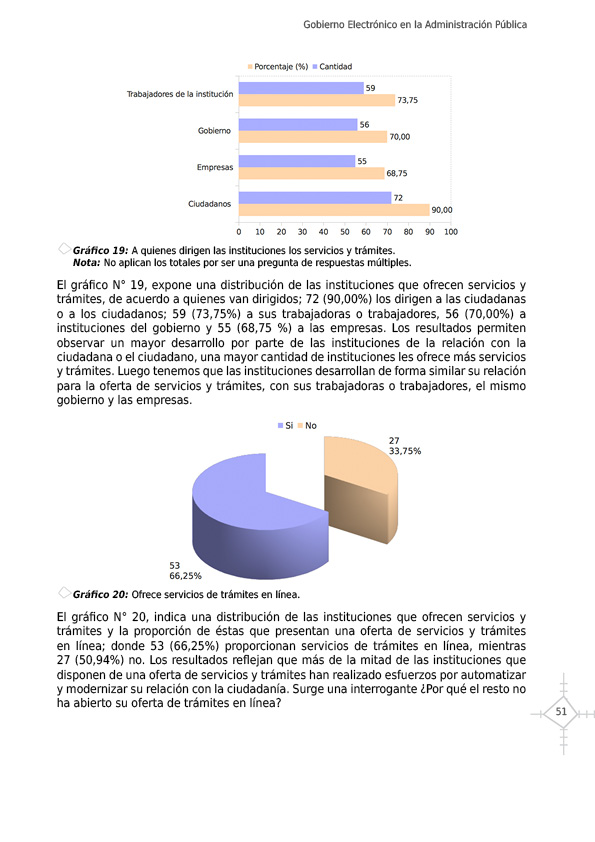 Gobierno Electrónico en la Administración Pública
Porcentaje (%) Cantidad
Trabajadores de la institución
59
73,75
Gobierno
56
70,00
Empresas
55
68,75
Ciudadanos
72
90,00
0 10 20 30 40 50 60 70 80 90 100
Gráfico 19: A quienes dirigen las instituciones los servicios y trámites.
Nota: No aplican los totales por ser una pregunta de respuestas múltiples.
El gráfico N° 19, expone una distribución de las instituciones que ofrecen servicios y
trámites, de acuerdo a quienes van dirigidos; 72 (90,00%) los dirigen a las ciudadanas
o a los ciudadanos; 59 (73,75%) a sus trabajadoras o trabajadores, 56 (70,00%) a
instituciones del gobierno y 55 (68,75 %) a las empresas. Los resultados permiten
observar un mayor desarrollo por parte de las instituciones de la relación con la
ciudadana o el ciudadano, una mayor cantidad de instituciones les ofrece más servicios
y trámites. Luego tenemos que las instituciones desarrollan de forma similar su relación
para la oferta de servicios y trámites, con sus trabajadoras o trabajadores, el mismo
gobierno y las empresas.
Si No
27
33,75%
53
66,25%
Gráfico 20: Ofrece servicios de trámites en línea.
El gráfico N° 20, indica una distribución de las instituciones que ofrecen servicios y
trámites y la proporción de éstas que presentan una oferta de servicios y trámites
en línea; donde 53 (66,25%) proporcionan servicios de trámites en línea, mientras
27 (50,94%) no. Los resultados reflejan que más de la mitad de las instituciones que
disponen de una oferta de servicios y trámites han realizado esfuerzos por automatizar
y modernizar su relación con la ciudadanía. Surge una interrogante ¿Por qué el resto no
ha abierto su oferta de trámites en línea?
51